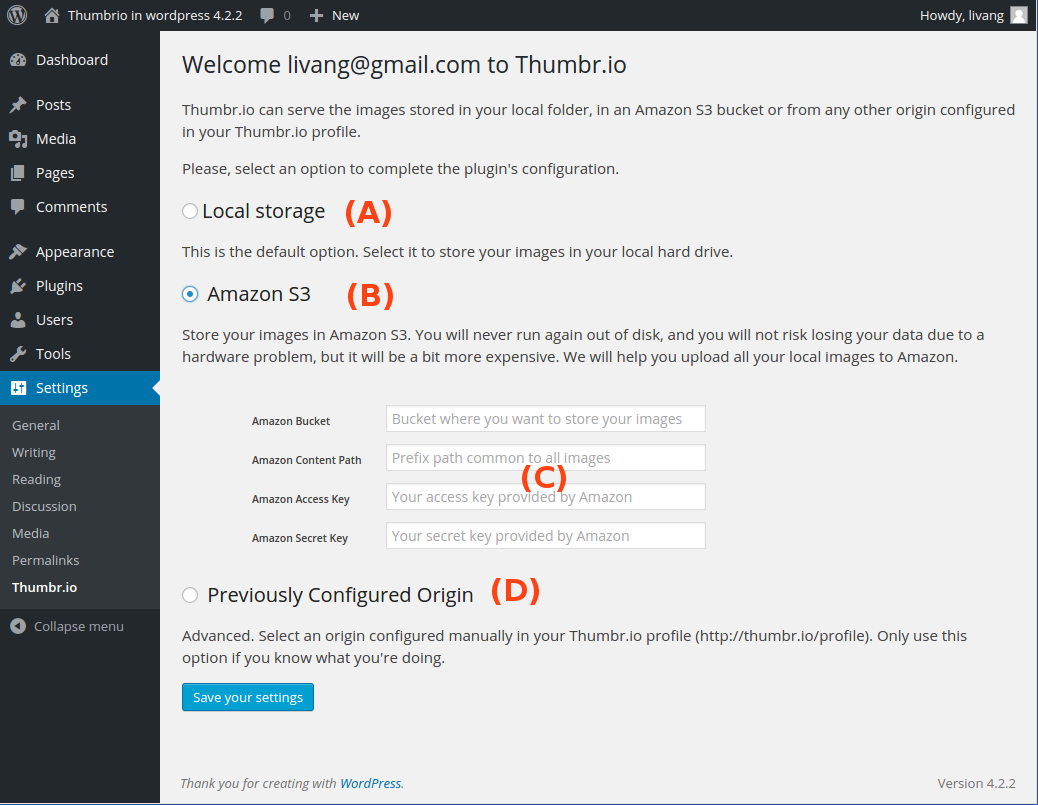 Thumbrio in wordpress 4.2.2 0 New Howdy, livang
Dashboard
Posts
Media
Pages
Comments
Appearance
Plugins
Users
Tools
Settings
General
Writing
Reading
Discussion
Media
Permalinks
Thumbr.io
Collapse menu
Welcome livang@gmail.com to Thumbr.io
Thumbr.io can serve the images stored in your local folder, in an Amazon S3 bucket or from any other origin configured
in your Thumbr.io profile.
Please, select an option to complete the plugin's configuration.
Local storage (A)
This is the default option. Select it to store your images in your local hard drive.
Amazon S3 (B)
Store your images in Amazon S3. You will never run again out of disk, and you will not risk losing your data due to a
hardware problem, but it will be a bit more expensive. We will help you upload all your local images to Amazon.
Amazon Bucket Bucket where you want to store your images
Amazon Content Path Prefix path common to all images
(C)
Amazon Access Key Your access key provided by Amazon
Amazon Secret Key Your secret key provided by Amazon
Previously Configured Origin (D)
Advanced. Select an origin configured manually in your Thumbr.io profile (http://thumbr.io/profile). Only use this
option if you know what you're doing.
Save your settings
Thank you for creating with WordPress. Version 4.2.2